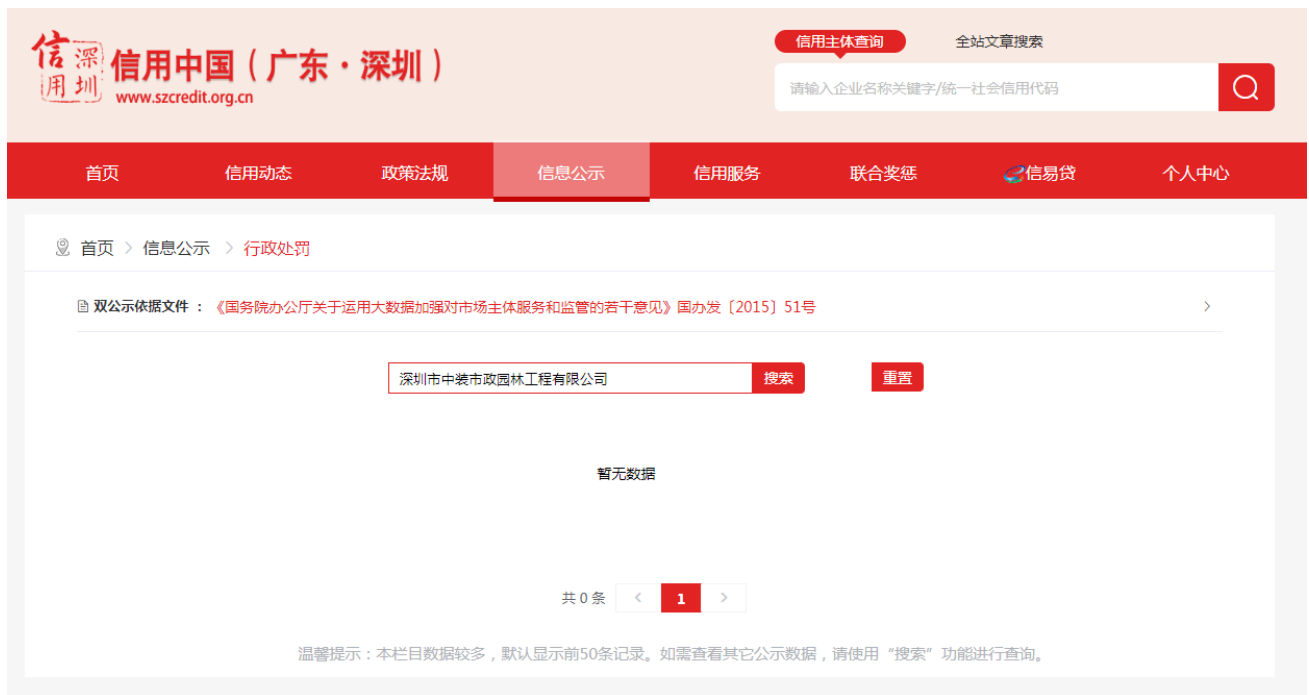 信用深圳
信用中国（广东·深圳）
www.szcredit.org.cn
信用主体查询 全站文章搜索
请输入企业名称关键字/统一社会信用代码
首页 信用动态 政策法规 信息公示 信用服务 联合奖惩 信易贷 个人中心
首页 > 信息公示 > 行政处罚
双公示依据文件 ： 《国务院办公厅关于运用大数据加强对市场主体服务和监管的若干意见》国办发〔2015〕51号 >
深圳市中装市政园林工程有限公司 搜索 重置
暂无数据
共 0 条 < 1 >
温馨提示：本栏目数据较多，默认显示前50条记录。如需查看其它公示数据，请使用“搜索”功能进行查询。